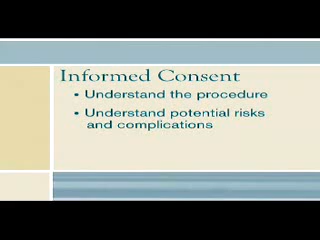 Informed Consent
• Understand the procedure
• Understand potential risks
and complications